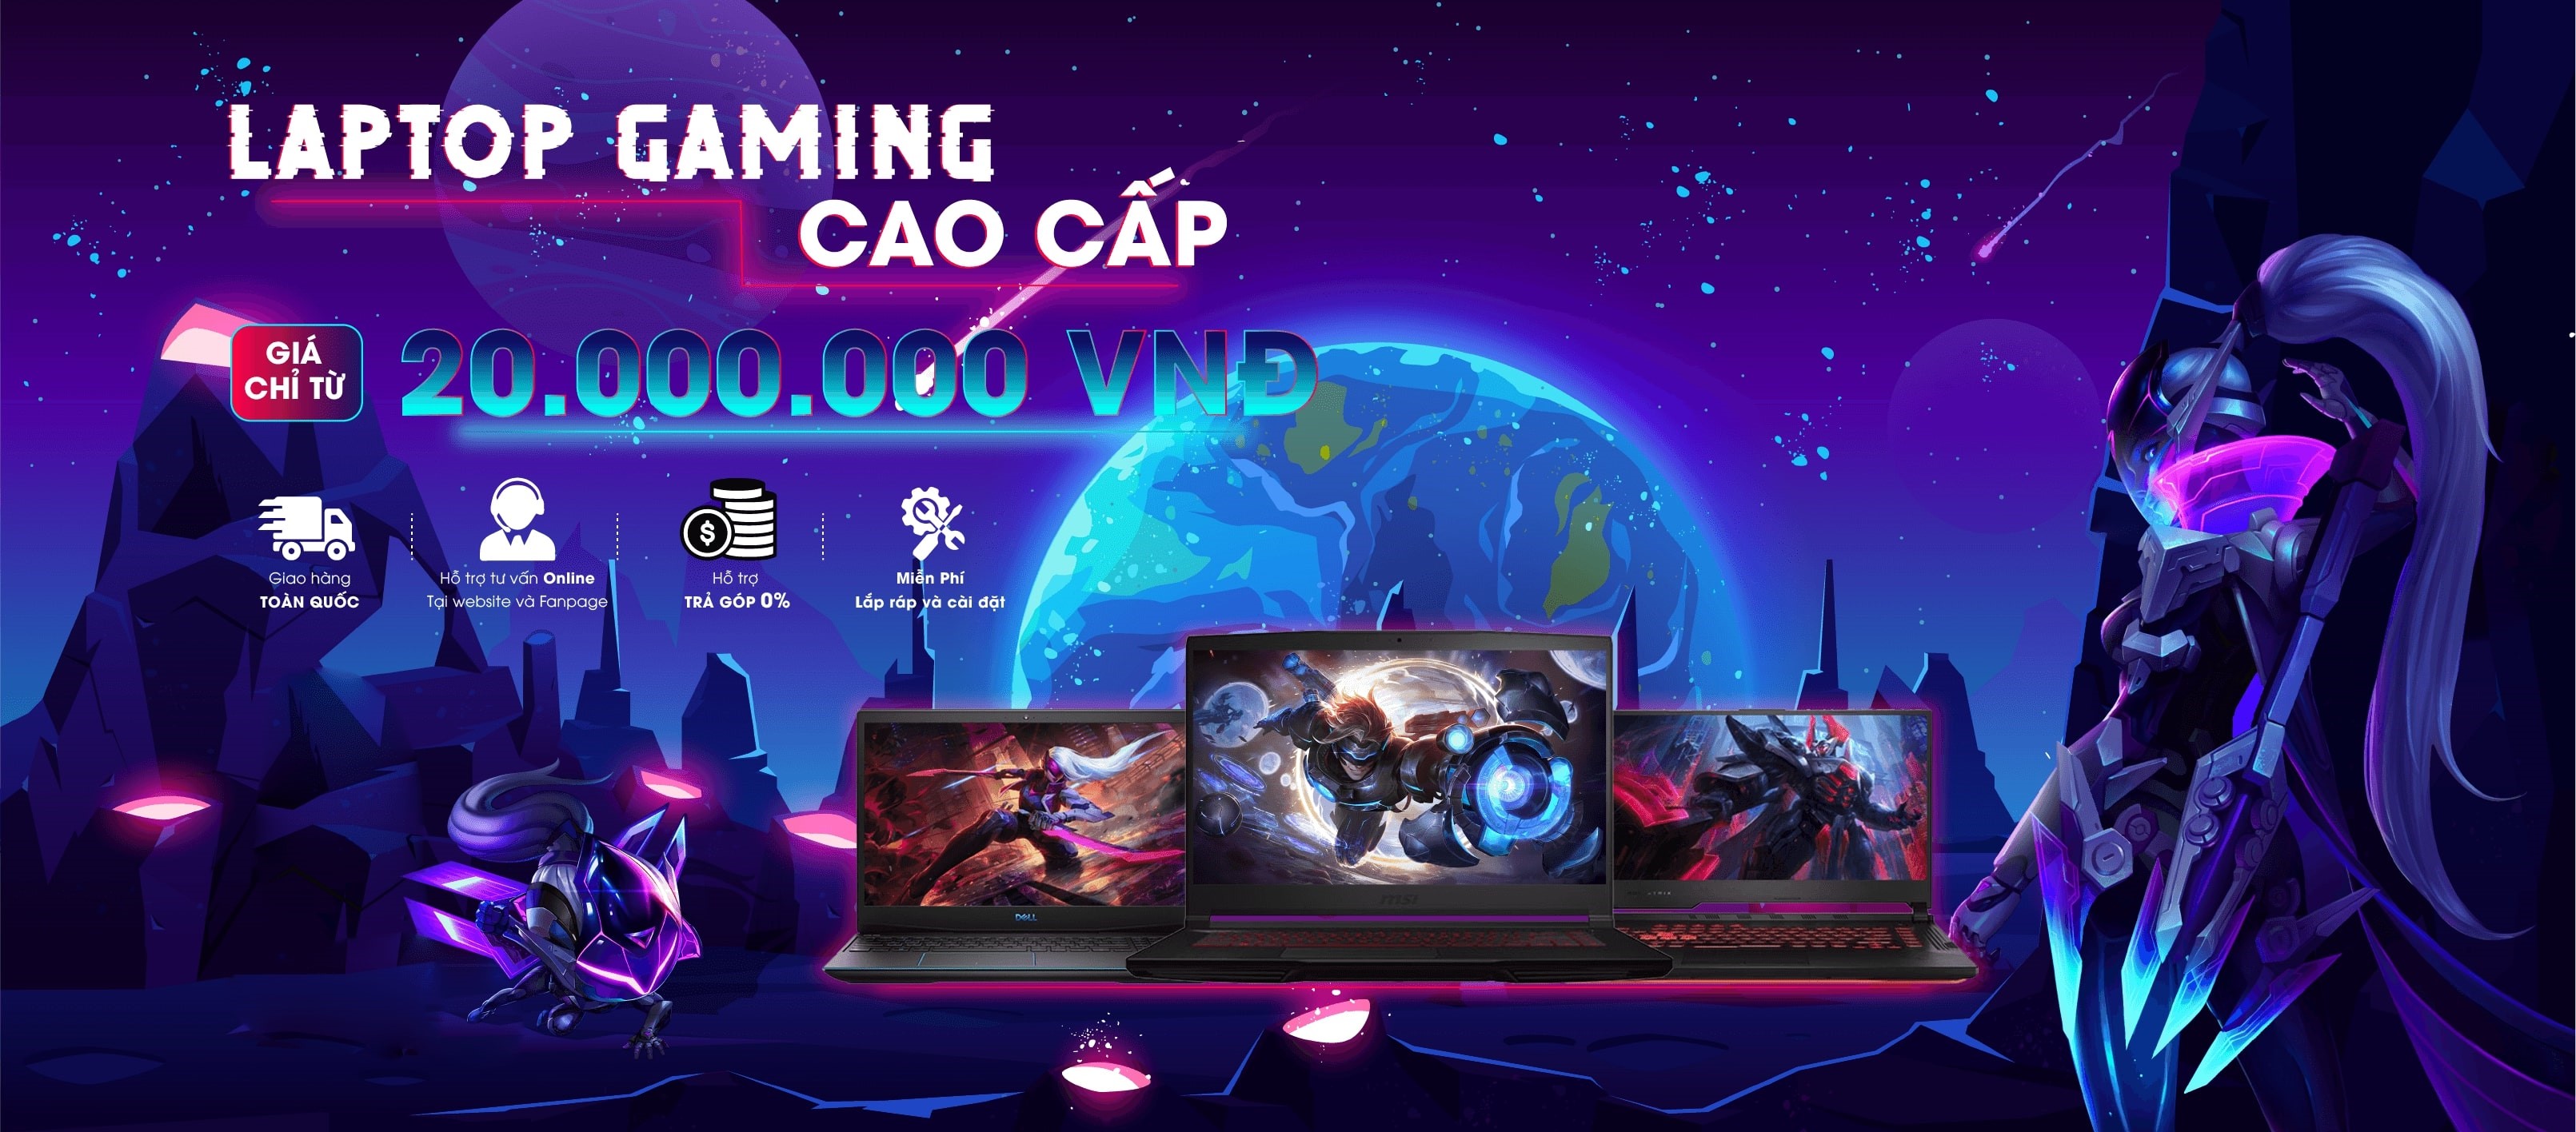 LAPTOP GAMING
CAO CẤP
GIÁ
CHỈ TỪ
20.000.000 VNĐ
$
Giao hàng
TOÀN QUỐC
Hỗ trợ tư vấn Online
Tại website và Fanpage
Hỗ trợ
TRẢ GÓP 0%
Miễn Phí
Lắp ráp và cài đặt
DELL
msi